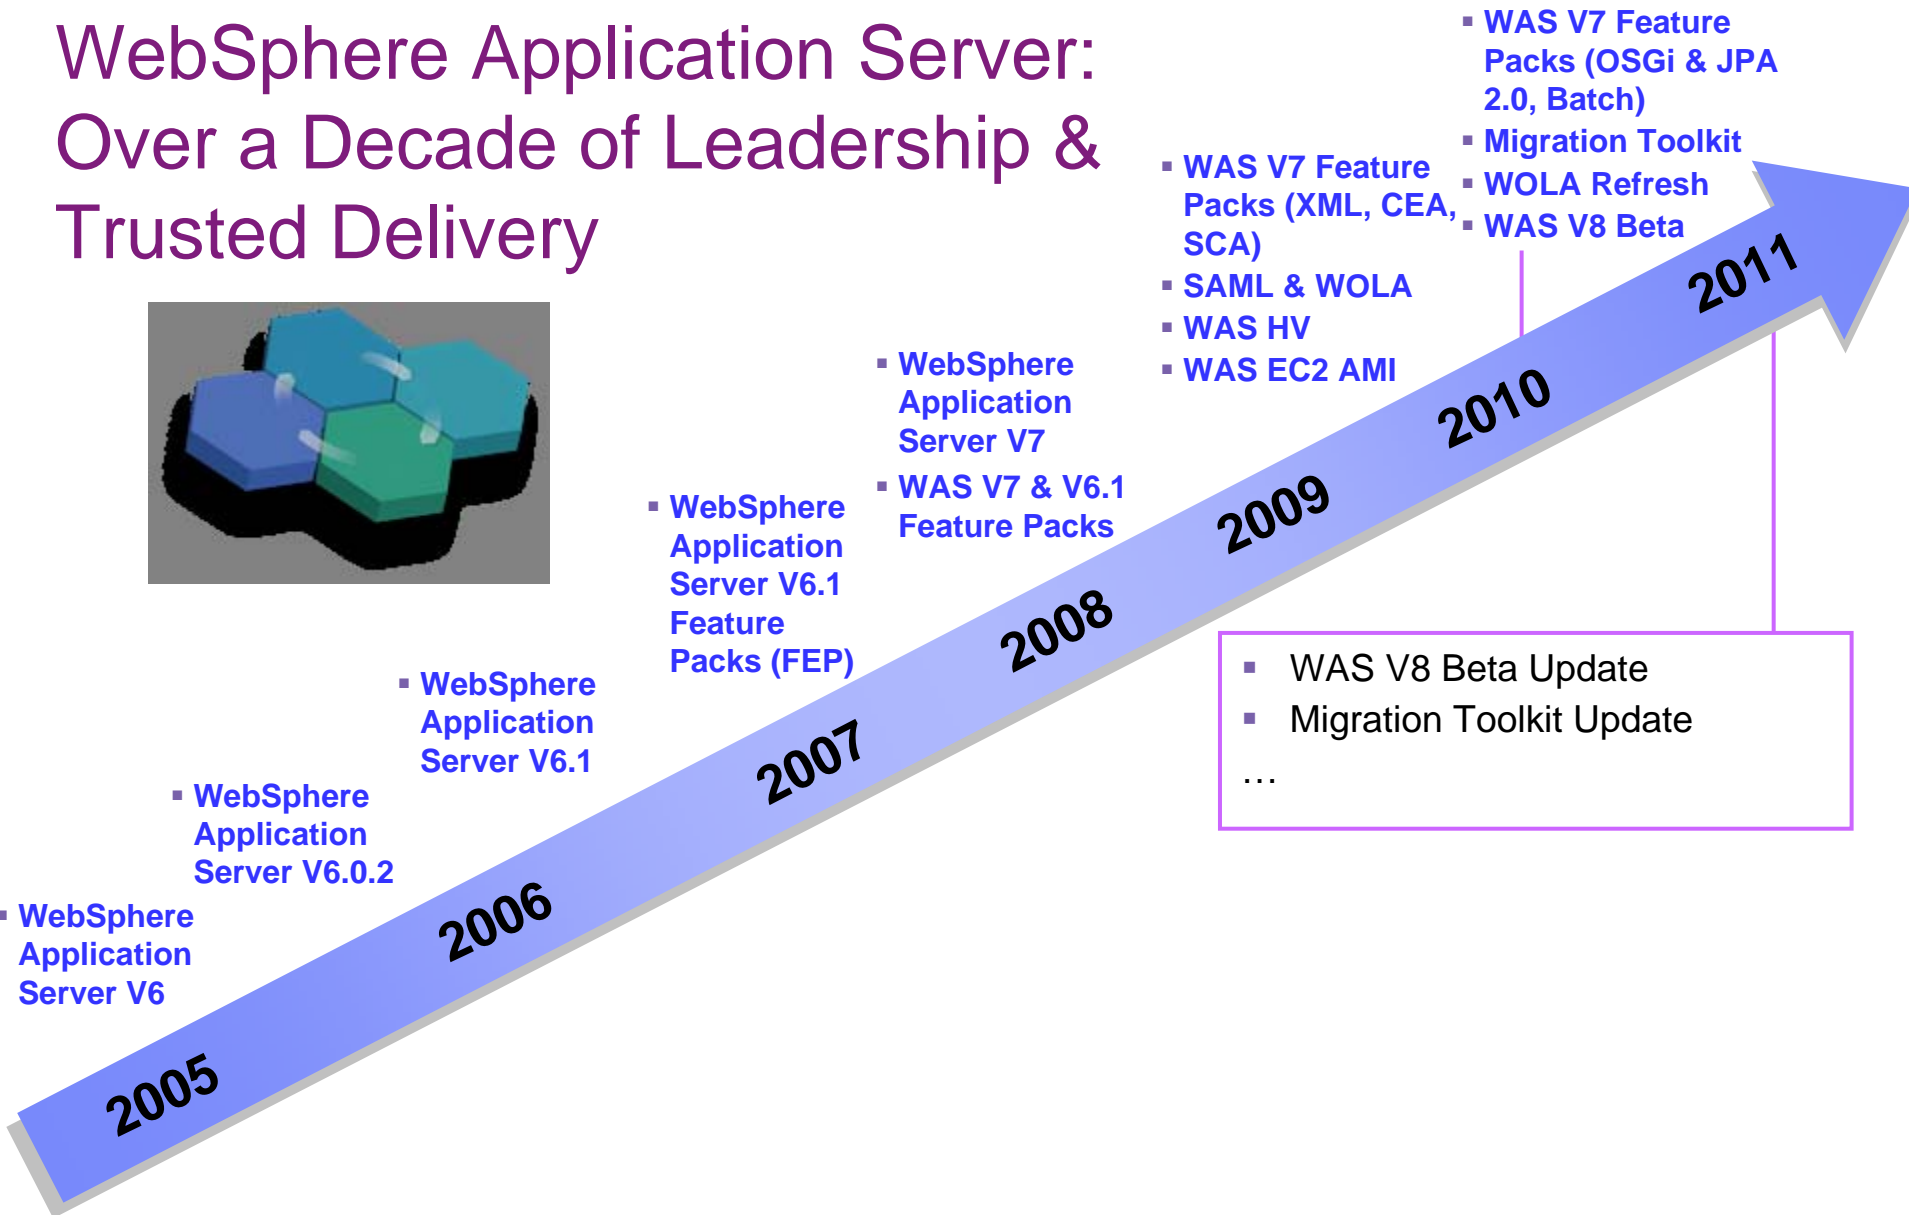 WebSphere Application Server:
Over a Decade of Leadership &
Trusted Delivery
▪ WAS V7 Feature
Packs (OSGi & JPA
2.0, Batch)
▪ Migration Toolkit
▪ WOLA Refresh
▪ WAS V8 Beta
▪ WAS V7 Feature
Packs (XML, CEA,
SCA)
▪ SAML & WOLA
▪ WAS HV
▪ WAS EC2 AMI
▪ WebSphere
Application
Server V7
▪ WAS V7 & V6.1
Feature Packs
▪ WebSphere
Application
Server V6.1
Feature
Packs (FEP)
▪ WebSphere
Application
Server V6.1
▪ WebSphere
Application
Server V6.0.2
▪ WebSphere
Application
Server V6
2005
2006
2007
2008
2009
2010
2011
▪ WAS V8 Beta Update
▪ Migration Toolkit Update
…